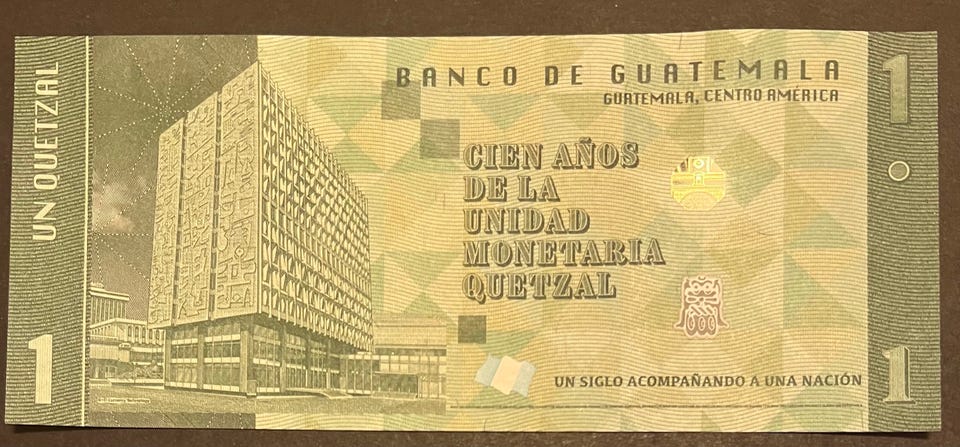 UN QUETZAL
1
BANCO DE GUATEMALA
GUATEMALA, CENTRO AMÉRICA
CIEN AÑOS
DE LA
UNIDAD
MONETARIA
QUETZAL
UN SIGLO ACOMPAÑANDO A UNA NACIÓN
1
1